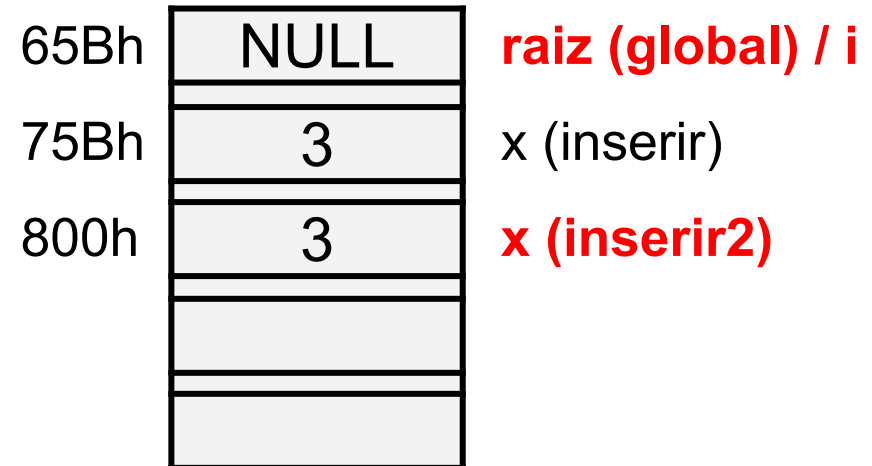 65Bh NULL raiz (global) / i
75Bh 3 x (inserir)
800h 3 x (inserir2)